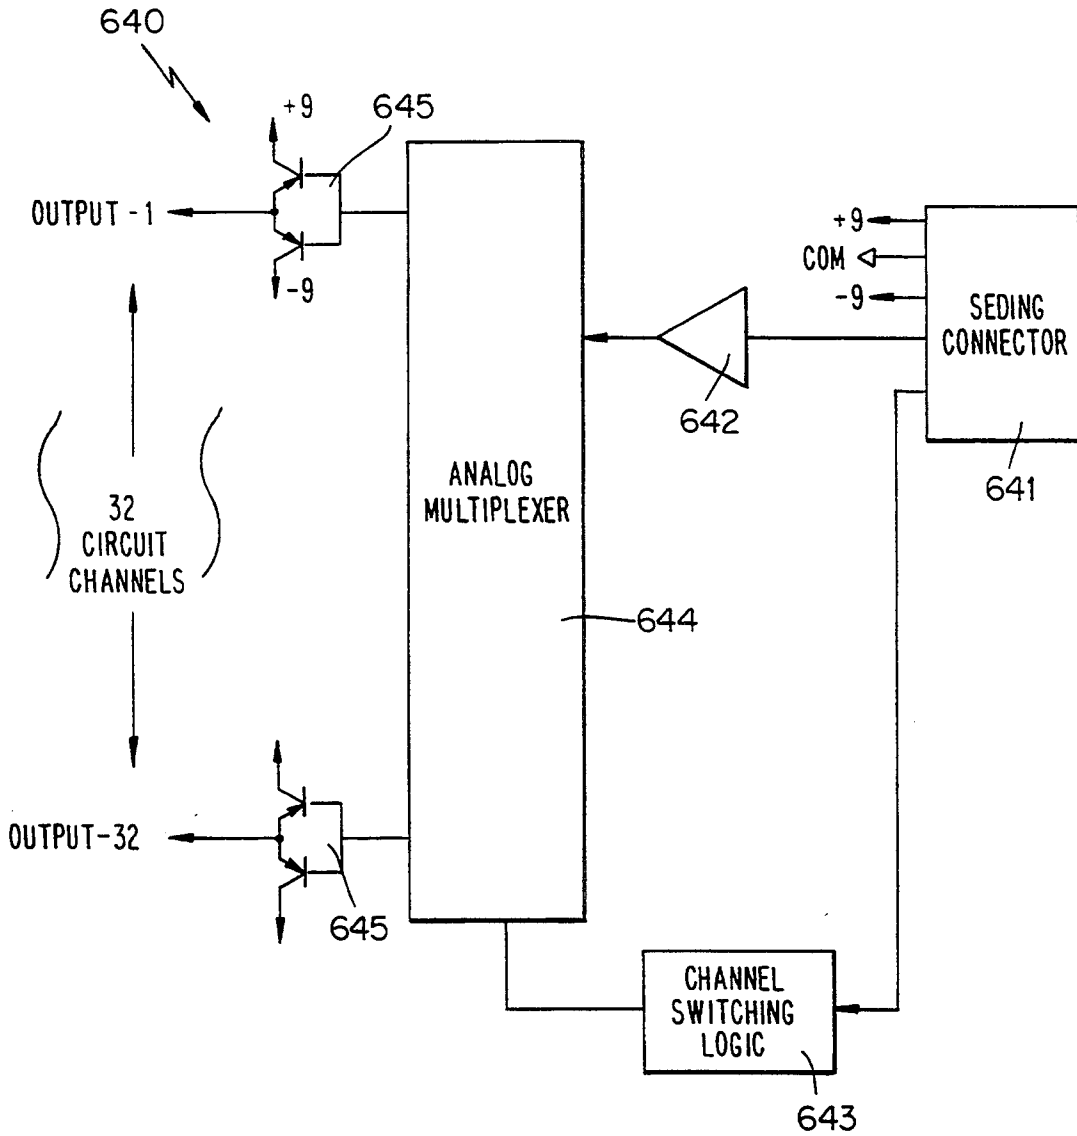 640
+9
645
OUTPUT-1
-9
+9
COM
-9
SEDING
CONNECTOR
642
641
32
CIRCUIT
CHANNELS
ANALOG
MULTIPLEXER
644
OUTPUT-32
645
CHANNEL
SWITCHING
LOGIC
643